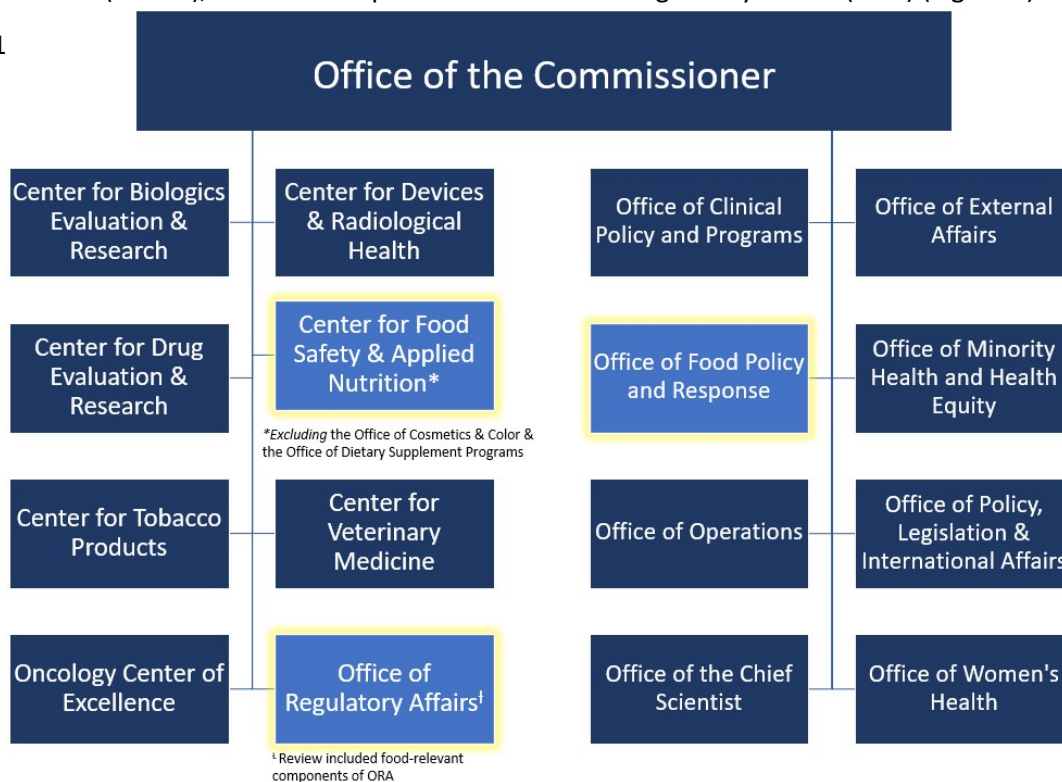 1
Office of the Commissioner
Center for Biologics
Evaluation &
Research
Center for Devices
& Radiological
Health
Office of Clinical
Policy and Programs
Office of External
Affairs
Center for Drug
Evaluation &
Research
Center for Food
Safety & Applied
Nutrition*
*Excluding the Office of Cosmetics & Color &
the Office of Dietary Supplement Programs
Office of Food Policy
and Response
Office of Minority
Health and Health
Equity
Center for Tobacco
Products
Center for
Veterinary
Medicine
Office of Operations
Office of Policy,
Legislation &
International Affairs
Oncology Center of
Excellence
Office of
Regulatory Affairsƚ
ƚ Review included food-relevant
components of ORA
Office of the Chief
Scientist
Office of Women's
Health